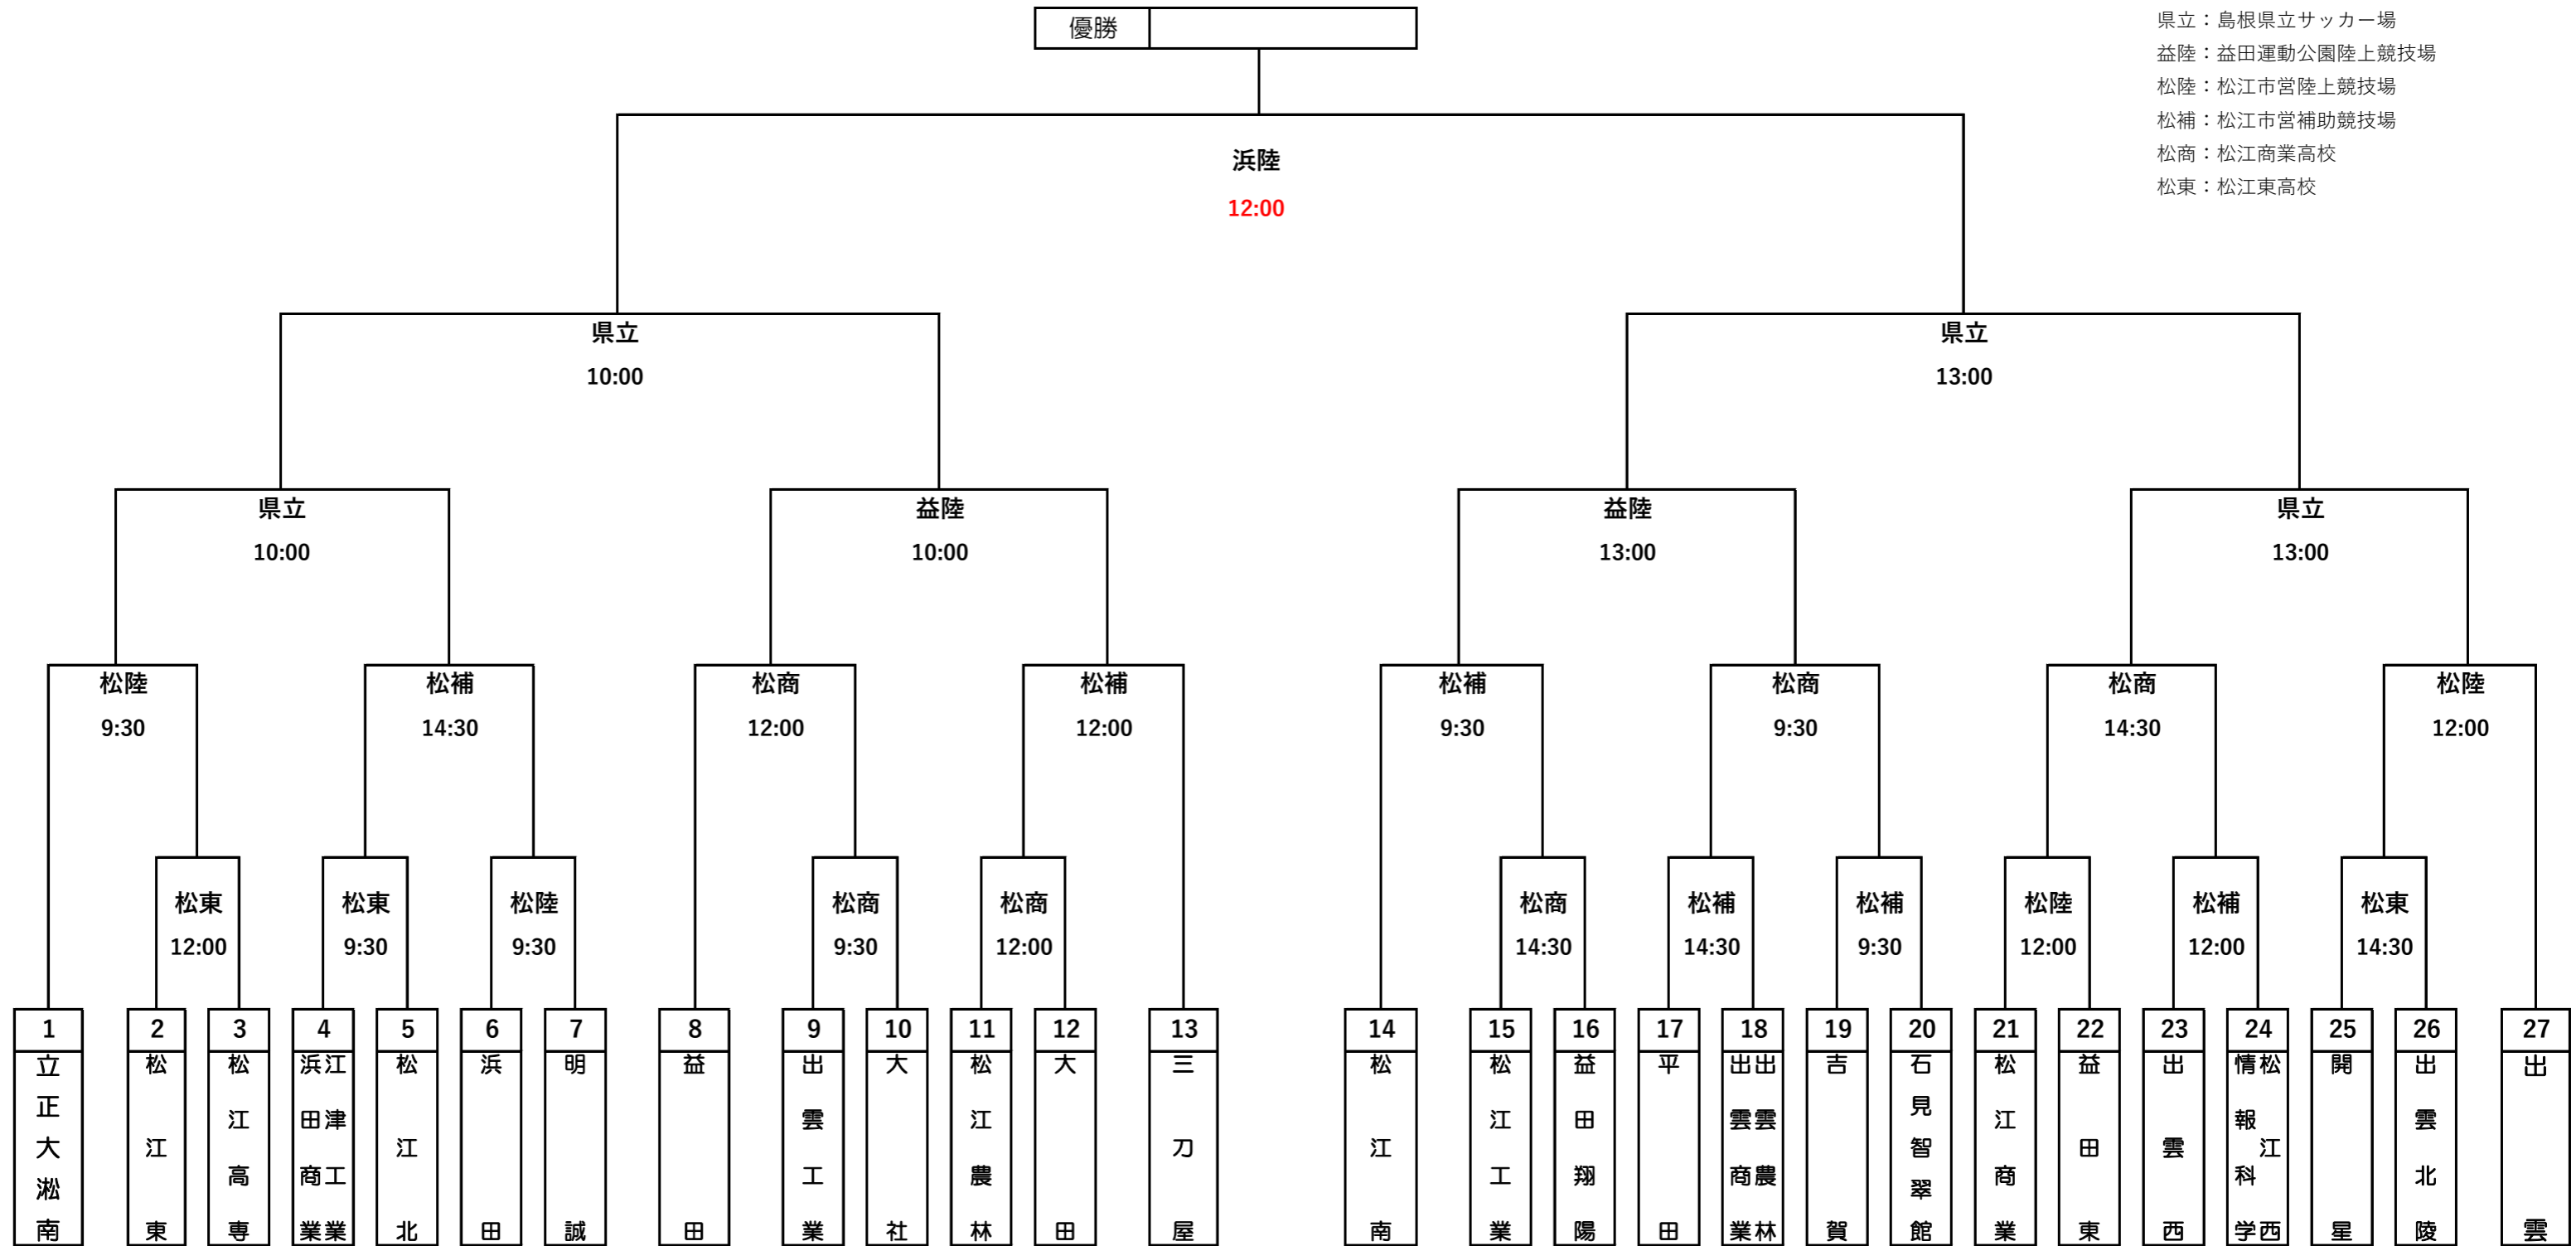 優勝
県立：島根県立サッカー場
益陸：益田運動公園陸上競技場
松陸：松江市営陸上競技場
松補：松江市営補助競技場
松商：松江商業高校
松東：松江東高校
浜陸
12:00
県立
10:00
県立
13:00
県立
10:00
益陸
10:00
益陸
13:00
県立
13:00
松陸
9:30
松補
14:30
松商
12:00
松補
12:00
松補
9:30
松商
9:30
松商
14:30
松陸
12:00
松東
12:00
松東
9:30
松陸
9:30
松商
9:30
松商
12:00
松商
14:30
松補
14:30
松補
9:30
松陸
12:00
松補
12:00
松東
14:30
1
立正大淞南
2
松江東
3
松江高専
4
江津工業
浜田商業
5
松江北
6
浜田
7
明誠
8
益田
9
出雲工業
10
大社
11
松江農林
12
大田
13
三刀屋
14
松江南
15
松江工業
16
益田翔陽
17
平田
18
出雲農林
出雲商業
19
吉賀
20
石見智翠館
21
松江商業
22
益田東
23
出雲西
24
松江西
情報科学
25
開星
26
出雲北陵
27
出雲